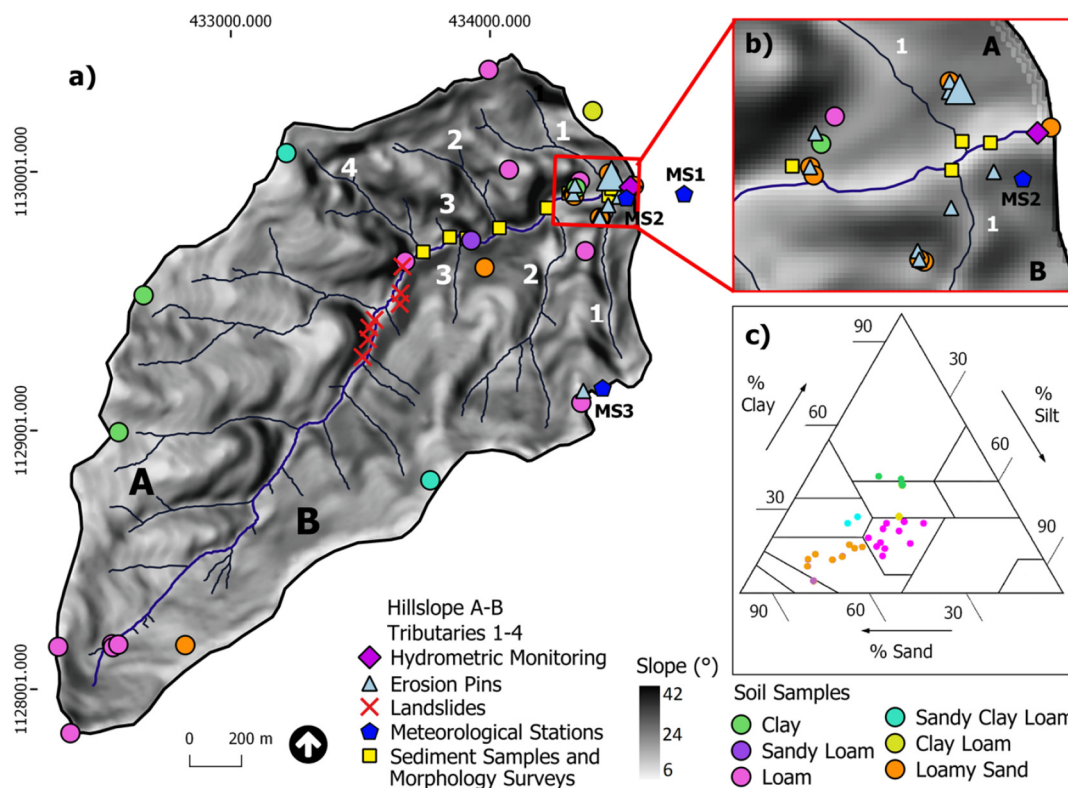 433000.000
434000.000
a)
1130001.000
1129001.000
1128001.000
1
2
4
1
3
3
2
1
MS1
MS2
MS3
A
B
b)
1
A
MS2
1
B
c)
90
30
%
Clay
%
Silt
60
60
30
90
90
60
30
% Sand
Hillslope A-B
Tributaries 1-4
Hydrometric Monitoring
Erosion Pins
Landslides
Meteorological Stations
Sediment Samples and
Morphology Surveys
0 200 m
Slope (°)
42
24
6
Soil Samples
Clay
Sandy Loam
Loam
Sandy Clay Loam
Clay Loam
Loamy Sand